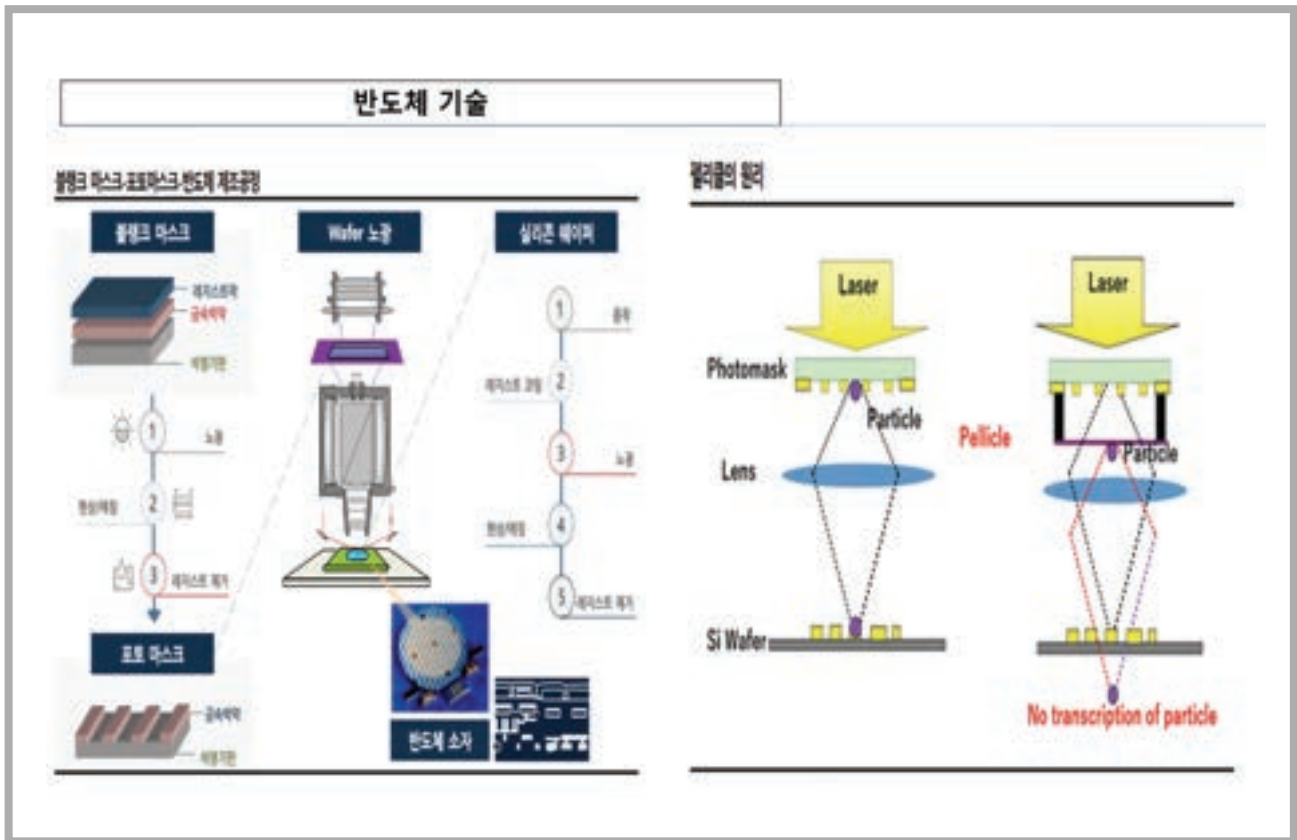 반도체 기술
블랭크 마스크-포토마스크-반도체 제조공정
블랭크 마스크
레지스트막
금속박막
석영기판
1
노광
현상/에칭
2
3
레지스트 제거
포토 마스크
금속박막
석영기판
Wafer 노광
반도체 소자
실리콘 웨이퍼
1
증착
레지스트 코팅
2
3
노광
현상/에칭
4
5
레지스트 제거
펠리클의 원리
Laser
Photomask
Particle
Lens
Si Wafer
Laser
Pellicle
Particle
No transcription of particle